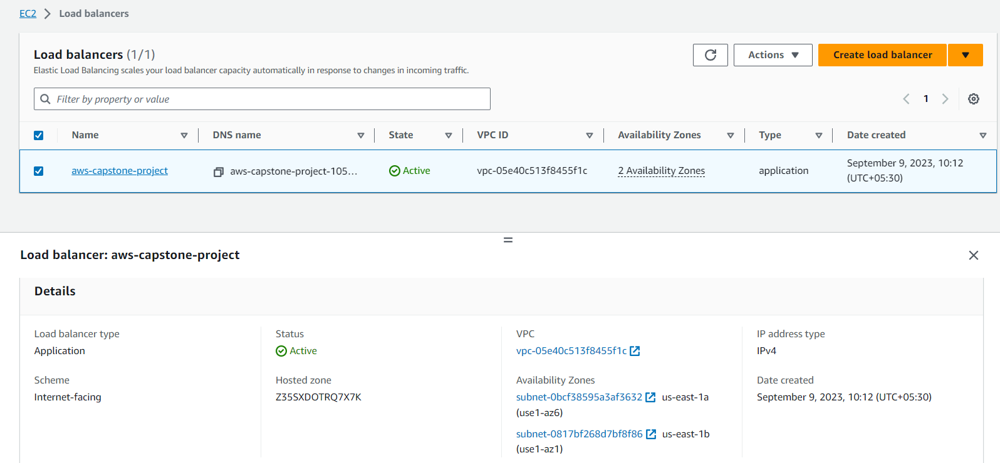 EC2 > Load balancers
Load balancers (1/1)
Elastic Load Balancing scales your load balancer capacity automatically in response to changes in incoming traffic.
Actions
Create load balancer
Filter by property or value
1
Name DNS name State VPC ID Availability Zones Type Date created
aws-capstone-project aws-capstone-project-105... Active vpc-05e40c513f8455f1c 2 Availability Zones application September 9, 2023, 10:12
(UTC+05:30)
Load balancer: aws-capstone-project
Details
Load balancer type
Application
Scheme
Internet-facing
Status
Active
Hosted zone
Z35SXDOTRQ7X7K
VPC
vpc-05e40c513f8455f1c
Availability Zones
subnet-0bcf38595a3af3632 us-east-1a
(use1-az6)
subnet-0817bf268d7bf8f86 us-east-1b
(use1-az1)
IP address type
IPv4
Date created
September 9, 2023, 10:12 (UTC+05:30)